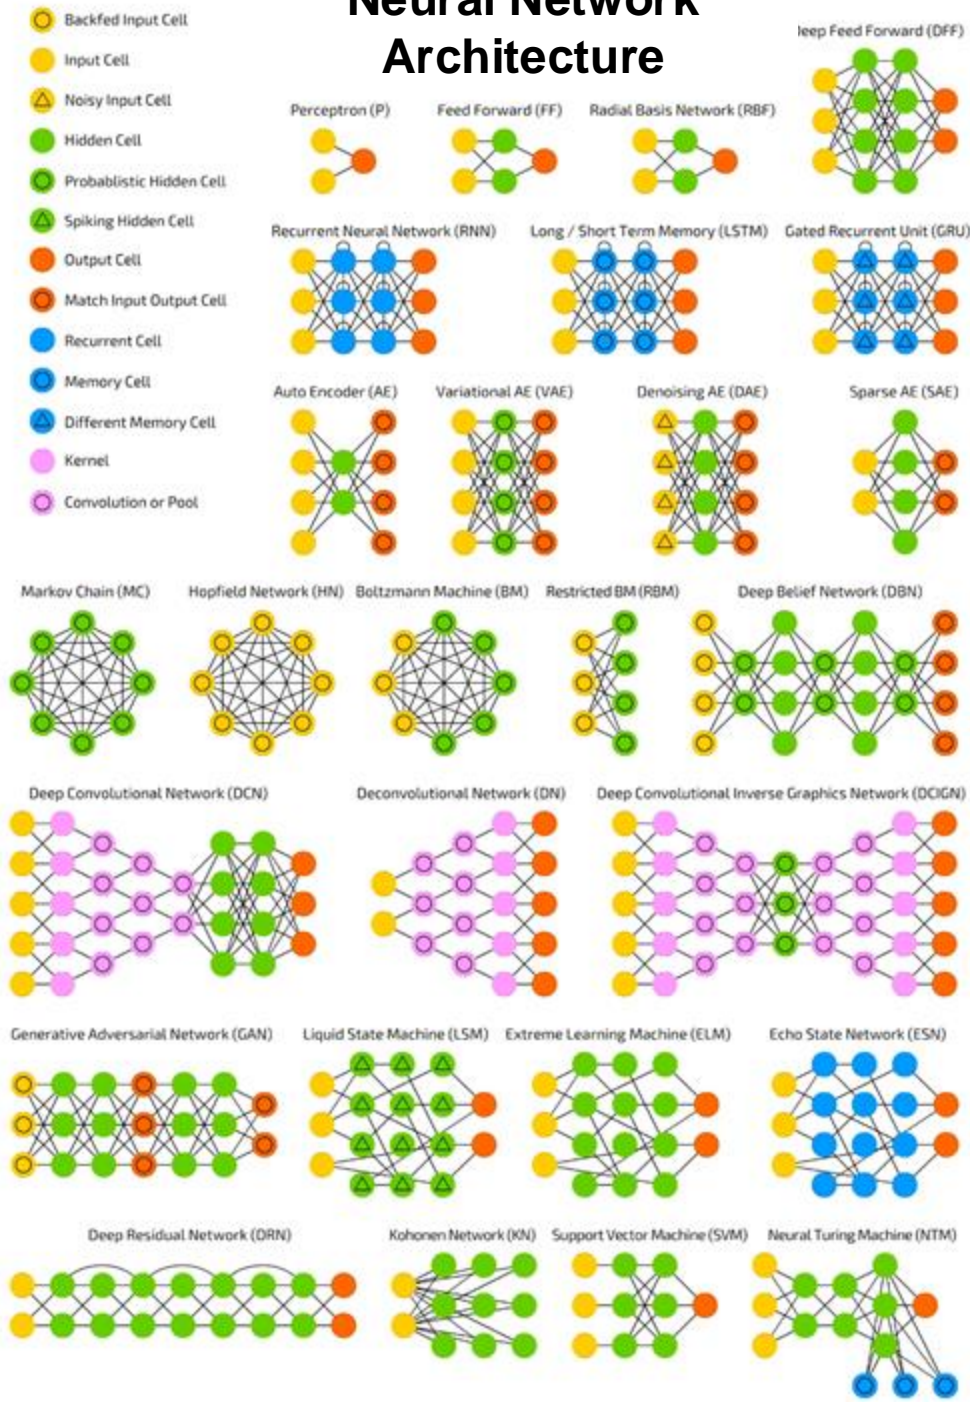 Neural Network
Architecture
Backfed Input Cell
Input Cell
Noisy Input Cell
Hidden Cell
Probablistic Hidden Cell
Spiking Hidden Cell
Output Cell
Match Input Output Cell
Recurrent Cell
Memory Cell
Different Memory Cell
Kernel
Convolution or Pool
Perceptron (P)
Feed Forward (FF)
Radial Basis Network (RBF)
Feed Forward (DFF)
Recurrent Neural Network (RNN)
Long / Short Term Memory (LSTM)
Gated Recurrent Unit (GRU)
Auto Encoder (AE)
Variational AE (VAE)
Denoising AE (DAE)
Sparse AE (SAE)
Markov Chain (MC)
Hopfield Network (HN)
Boltzmann Machine (BM)
Restricted BM (RBM)
Deep Belief Network (DBN)
Deep Convolutional Network (DCN)
Deconvolutional Network (DN)
Deep Convolutional Inverse Graphics Network (DCIGN)
Generative Adversarial Network (GAN)
Liquid State Machine (LSM)
Extreme Learning Machine (ELM)
Echo State Network (ESN)
Deep Residual Network (DRN)
Kohonen Network (KN)
Support Vector Machine (SVM)
Neural Turing Machine (NTM)